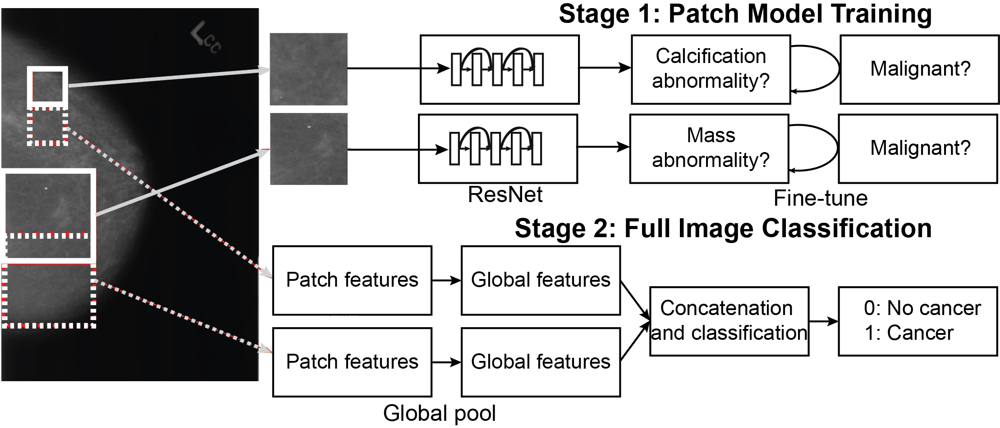 Stage 1: Patch Model Training
LCC
Calcification
abnormality?
Malignant?
Mass
abnormality?
Malignant?
ResNet
Fine-tune
Stage 2: Full Image Classification
Patch features
Global features
Patch features
Global features
Concatenation
and classification
0: No cancer
1: Cancer
Global pool